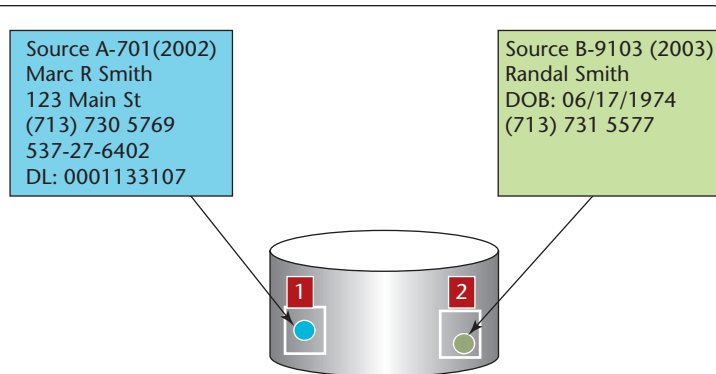 Source A-701(2002)
Marc R Smith
123 Main St
(713) 730 5769
537-27-6402
DL: 0001133107
Source B-9103 (2003)
Randal Smith
DOB: 06/17/1974
(713) 731 5577
1
2